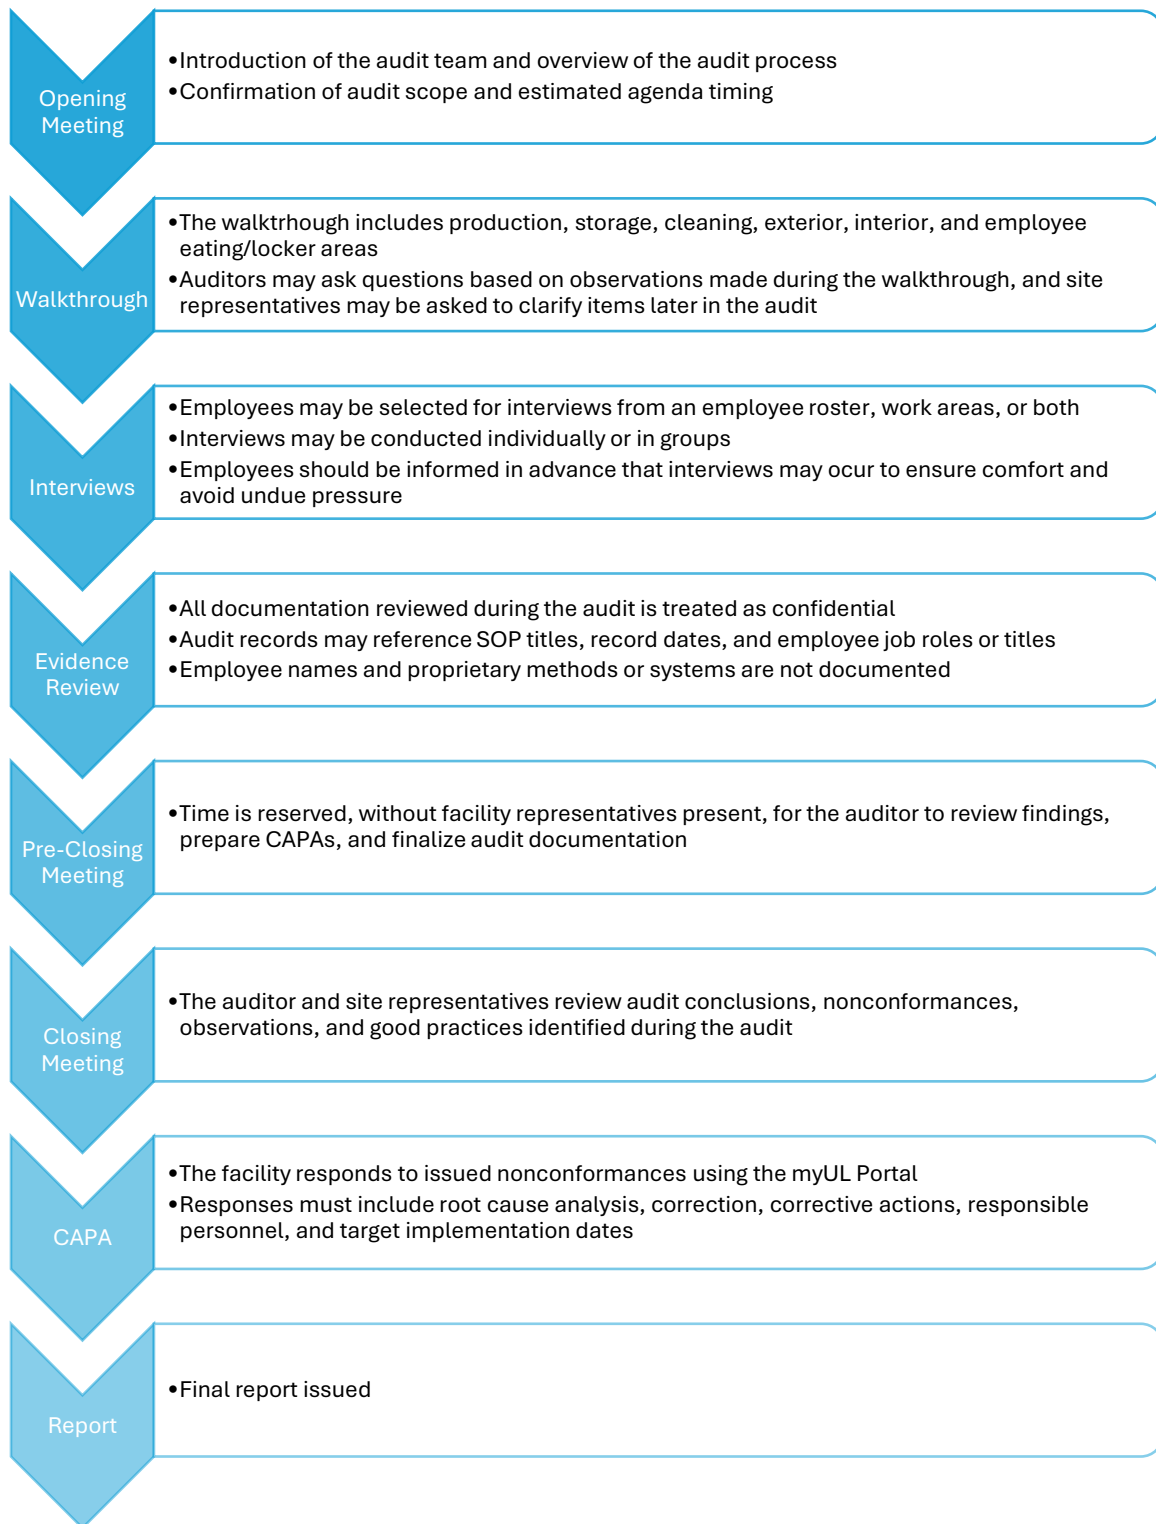 Opening
Meeting
•Introduction of the audit team and overview of the audit process
•Confirmation of audit scope and estimated agenda timing
Walkthrough
•The walktrhough includes production, storage, cleaning, exterior, interior, and employee
eating/locker areas
•Auditors may ask questions based on observations made during the walkthrough, and site
representatives may be asked to clarify items later in the audit
Interviews
•Employees may be selected for interviews from an employee roster, work areas, or both
•Interviews may be conducted individually or in groups
•Employees should be informed in advance that interviews may ocur to ensure comfort and
avoid undue pressure
Evidence
Review
•All documentation reviewed during the audit is treated as confidential
•Audit records may reference SOP titles, record dates, and employee job roles or titles
•Employee names and proprietary methods or systems are not documented
Pre-Closing
Meeting
•Time is reserved, without facility representatives present, for the auditor to review findings,
prepare CAPAs, and finalize audit documentation
Closing
Meeting
•The auditor and site representatives review audit conclusions, nonconformances,
observations, and good practices identified during the audit
CAPA
•The facility responds to issued nonconformances using the myUL Portal
•Responses must include root cause analysis, correction, corrective actions, responsible
personnel, and target implementation dates
Report
•Final report issued